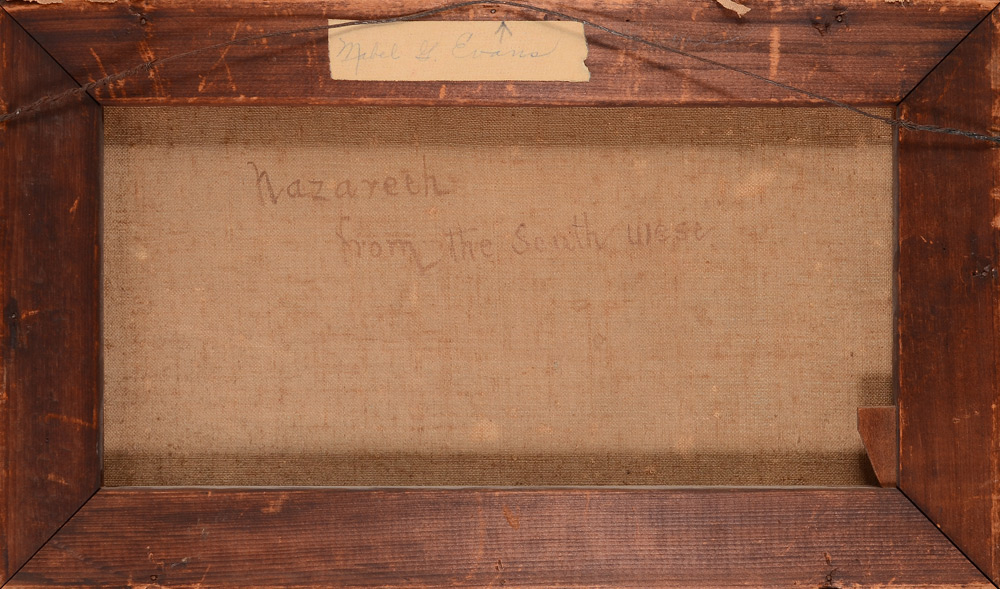 Mabel G. Evans
Nazareth
from the South west